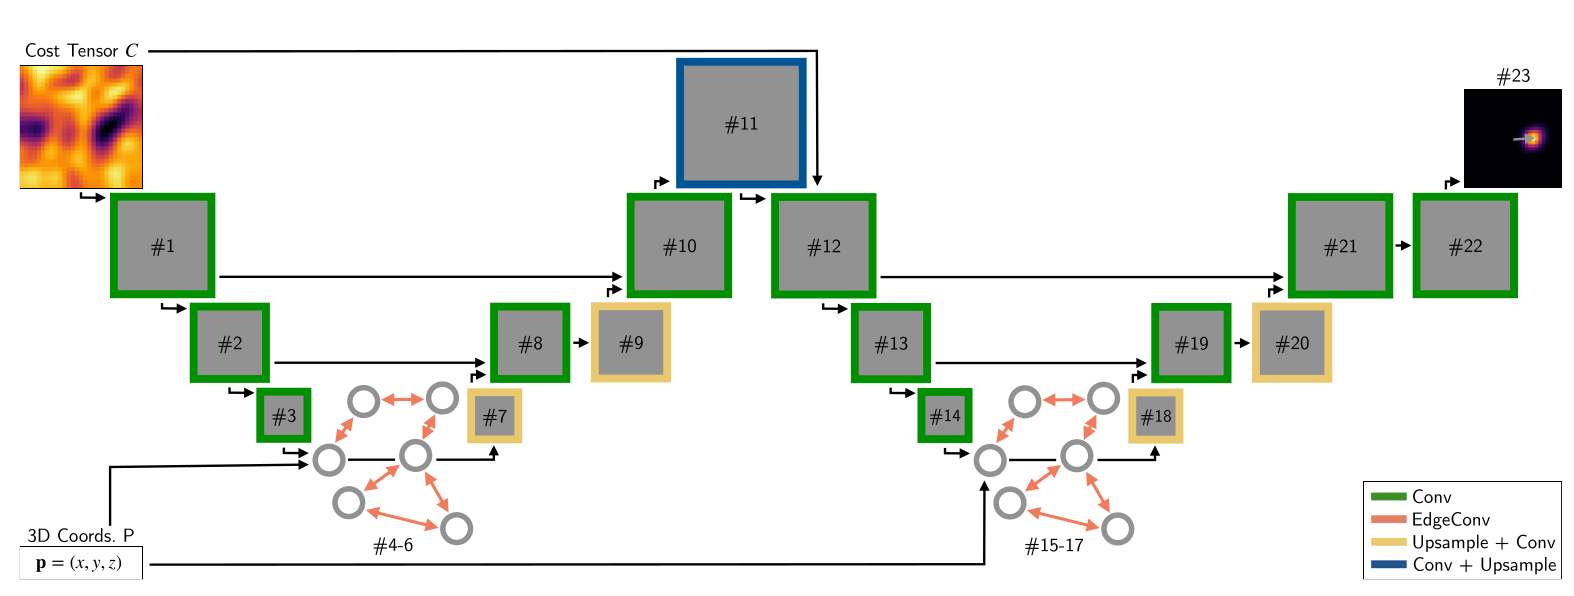 Cost Tensor C
#11
#23
#1
#10
#12
#21
#22
#2
#8
#9
#13
#19
#20
#3
#7
#14
#18
3D Coords. P
p = (x, y, z)
#4-6
#15-17
Conv
EdgeConv
Upsample + Conv
Conv + Upsample